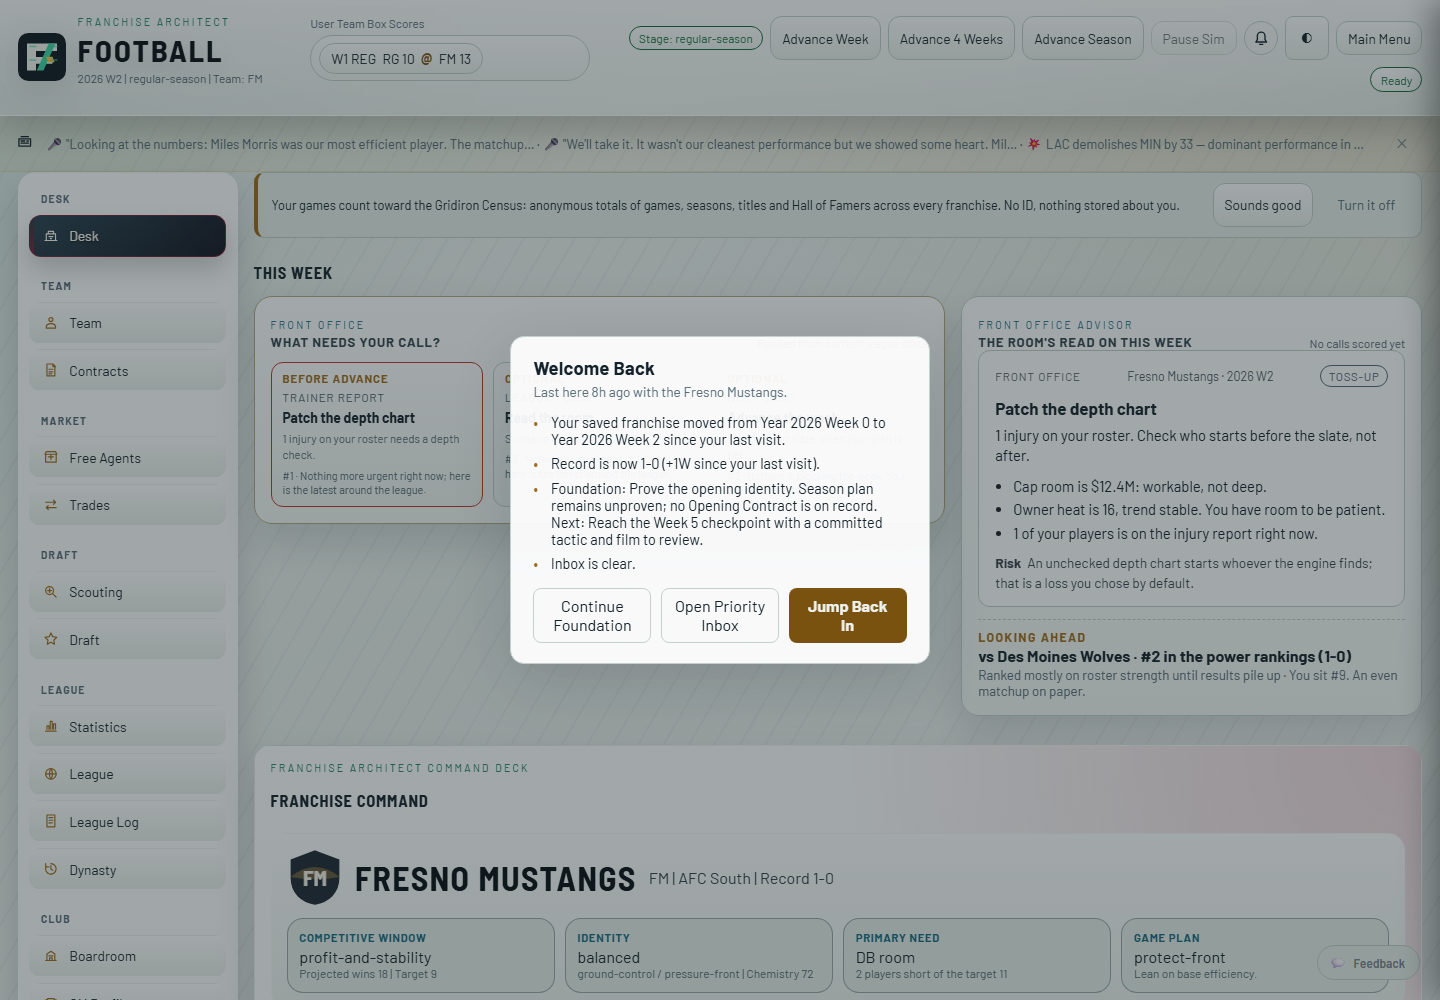 FRANCHISE ARCHITECT
FOOTBALL
2026 W2 | regular-season | Team: FM
User Team Box Scores
W1 REG RG 10 @ FM 13
Stage: regular-season
Advance Week
Advance 4 Weeks
Advance Season
Pause Sim
Main Menu
Ready
"Looking at the numbers: Miles Morris was our most efficient player. The matchup... · "We'll take it. It wasn't our cleanest performance but we showed some heart. Mil... · LAC demolishes MIN by 33 — dominant performance in ...
DESK
Desk
TEAM
Team
Contracts
MARKET
Free Agents
Trades
DRAFT
Scouting
Draft
LEAGUE
Statistics
League
League Log
Dynasty
CLUB
Boardroom
Your games count toward the Gridiron Census: anonymous totals of games, seasons, titles and Hall of Famers across every franchise. No ID, nothing stored about you.
Sounds good
Turn it off
THIS WEEK
FRONT OFFICE
WHAT NEEDS YOUR CALL?
BEFORE ADVANCE
TRAINER REPORT
Patch the depth chart
1 injury on your roster needs a depth
check.
#1 · Nothing more urgent right now; here
is the latest around the league.
Welcome Back
Last here 8h ago with the Fresno Mustangs.
• Your saved franchise moved from Year 2026 Week 0 to
Year 2026 Week 2 since your last visit.
• Record is now 1-0 (+1W since your last visit).
• Foundation: Prove the opening identity. Season plan
remains unproven; no Opening Contract is on record.
Next: Reach the Week 5 checkpoint with a committed
tactic and film to review.
• Inbox is clear.
Continue
Foundation
Open Priority
Inbox
Jump Back
In
FRONT OFFICE ADVISOR
THE ROOM'S READ ON THIS WEEK
No calls scored yet
FRONT OFFICE
Fresno Mustangs · 2026 W2
TOSS-UP
Patch the depth chart
1 injury on your roster. Check who starts before the slate, not
after.
• Cap room is $12.4M: workable, not deep.
• Owner heat is 16, trend stable. You have room to be patient.
• 1 of your players is on the injury report right now.
Risk An unchecked depth chart starts whoever the engine finds;
that is a loss you chose by default.
LOOKING AHEAD
vs Des Moines Wolves · #2 in the power rankings (1-0)
Ranked mostly on roster strength until results pile up · You sit #9. An even
matchup on paper.
FRANCHISE ARCHITECT COMMAND DECK
FRANCHISE COMMAND
FM
FRESNO MUSTANGS
FM | AFC South | Record 1-0
COMPETITIVE WINDOW
profit-and-stability
Projected wins 18 | Target 9
IDENTITY
balanced
ground-control / pressure-front | Chemistry 72
PRIMARY NEED
DB room
2 players short of the target 11
GAME PLAN
protect-front
Lean on base efficiency.
Feedback